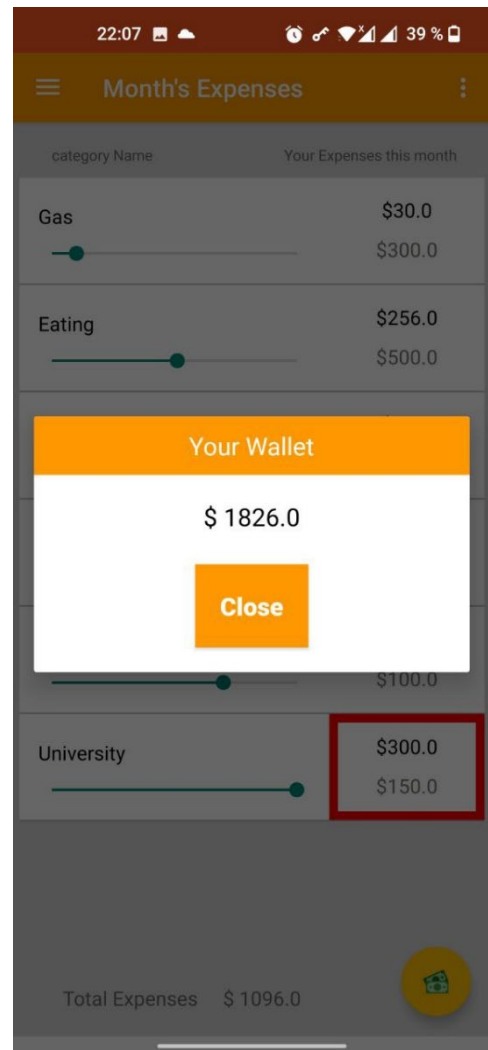 22:07 39 %
Month's Expenses
category Name Your Expenses this month
Gas $30.0
$300.0
Eating $256.0
$500.0
Your Wallet
$ 1826.0
Close
$100.0
University $300.0
$150.0
Total Expenses $ 1096.0